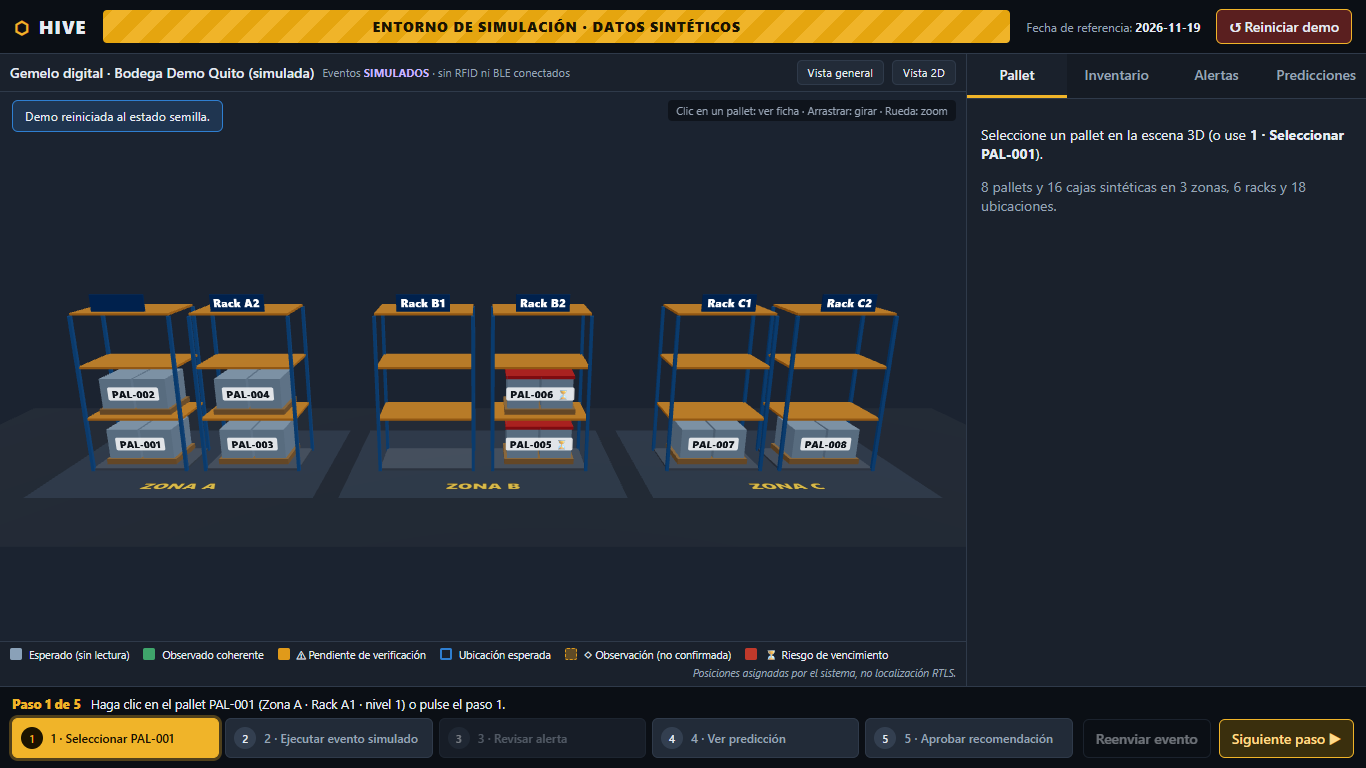 HIVE
ENTORNO DE SIMULACIÓN · DATOS SINTÉTICOS
Fecha de referencia: 2026-11-19
↺ Reiniciar demo
Gemelo digital · Bodega Demo Quito (simulada)
Eventos SIMULADOS · sin RFID ni BLE conectados
Vista general
Vista 2D
Pallet
Inventario
Alertas
Predicciones
Demo reiniciada al estado semilla.
Clic en un pallet: ver ficha · Arrastrar: girar · Rueda: zoom
Seleccione un pallet en la escena 3D (o use 1 · Seleccionar
PAL-001).
8 pallets y 16 cajas sintéticas en 3 zonas, 6 racks y 18
ubicaciones.
Rack A2
Rack B1
Rack B2
Rack C1
Rack C2
PAL-002
PAL-004
PAL-006 ⏳
PAL-001
PAL-003
PAL-005 ⏳
PAL-007
PAL-008
ZONA A
ZONA B
ZONA C
Esperado (sin lectura)
Observado coherente
⚠ Pendiente de verificación
Ubicación esperada
◇ Observación (no confirmada)
⏳ Riesgo de vencimiento
Posiciones asignadas por el sistema, no localización RTLS.
Paso 1 de 5
Haga clic en el pallet PAL-001 (Zona A · Rack A1 · nivel 1) o pulse el paso 1.
1 1 · Seleccionar PAL-001
2 2 · Ejecutar evento simulado
3 3 · Revisar alerta
4 4 · Ver predicción
5 5 · Aprobar recomendación
Reenviar evento
Siguiente paso ▶